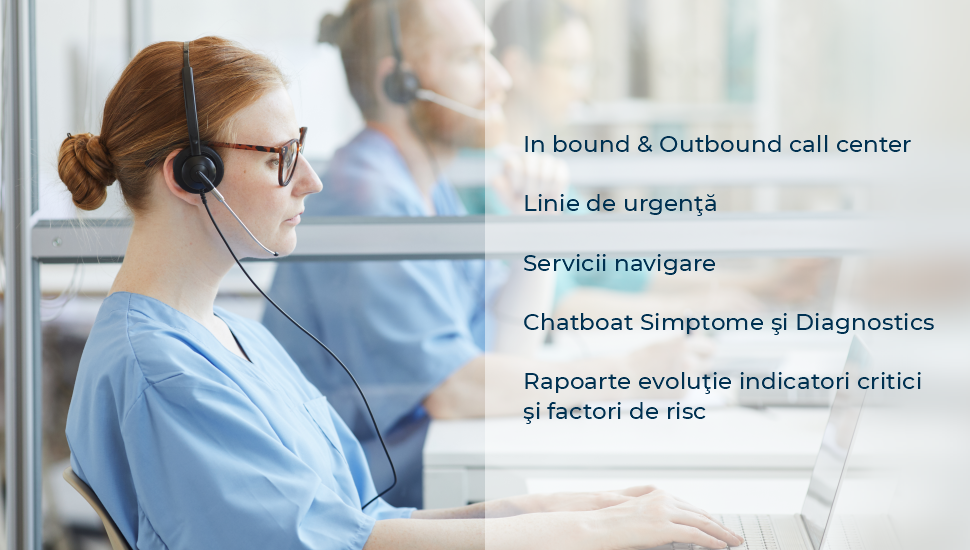 In bound & Outbound call center
Linie de urgenţă
Servicii navigare
Chatboat Simptome şi Diagnostics
Rapoarte evoluţie indicatori critici
şi factori de risc